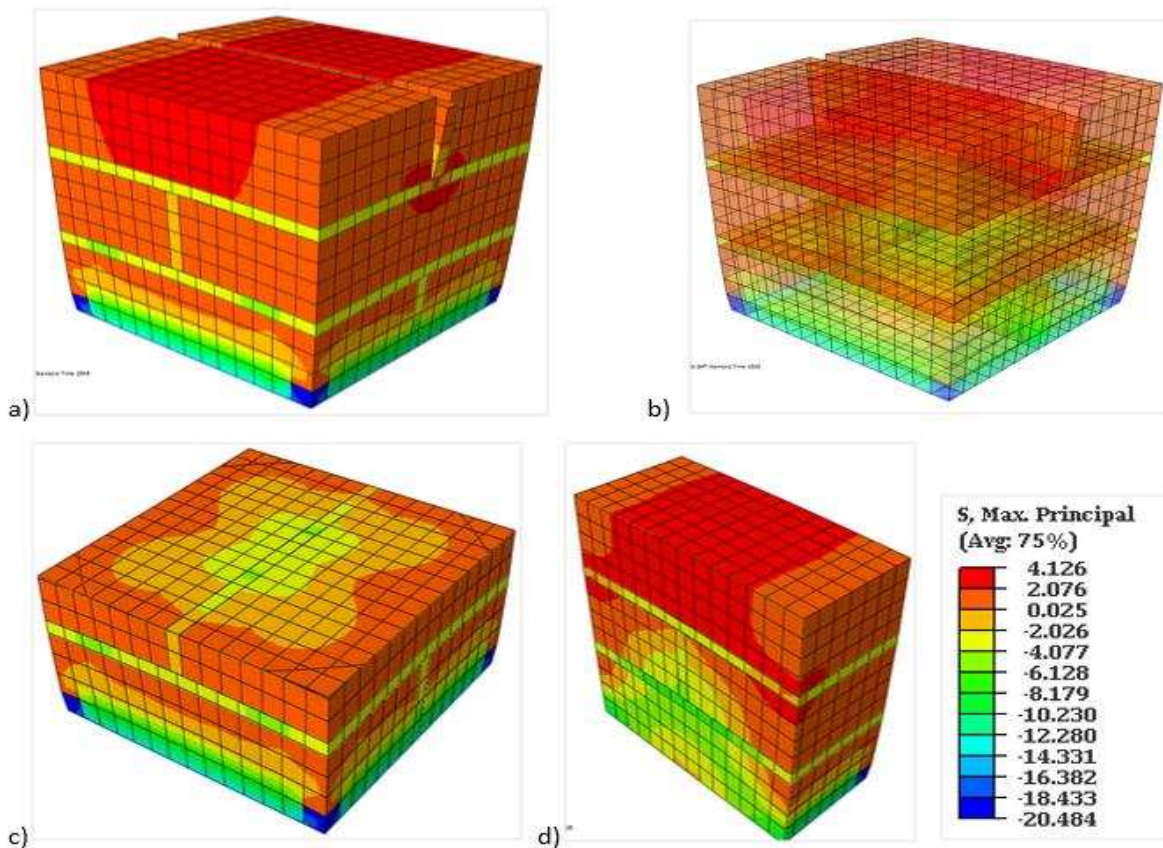 a)
b)
c)
d)
S, Max. Principal
(Avg: 75%)
4.126
2.076
0.025
-2.026
-4.077
-6.128
-8.179
-10.230
-12.280
-14.331
-16.382
-18.433
-20.484